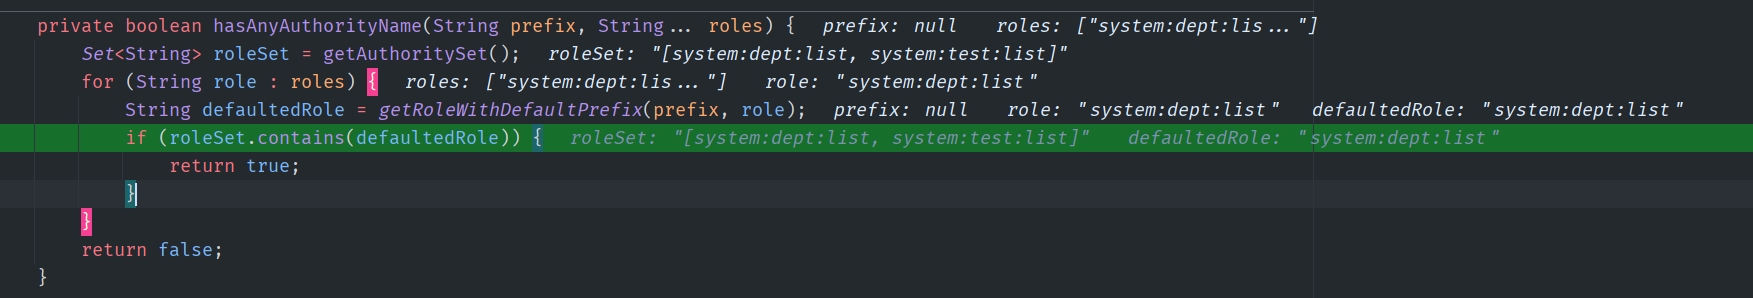 private boolean hasAnyAuthorityName(String prefix, String... roles) {  prefix: null  roles: ["system:dept:lis..."]
Set<String> roleSet = getAuthoritySet();  roleSet: "[system:dept:list, system:test:list]"
for (String role : roles) {  roles: ["system:dept:lis..."]  role: "system:dept:list"
String defaultedRole = getRoleWithDefaultPrefix(prefix, role);  prefix: null  role: "system:dept:list"  defaultedRole: "system:dept:list"
if (roleSet.contains(defaultedRole)) {  roleSet: "[system:dept:list, system:test:list]"  defaultedRole: "system:dept:list"
return true;
}
}
return false;
}